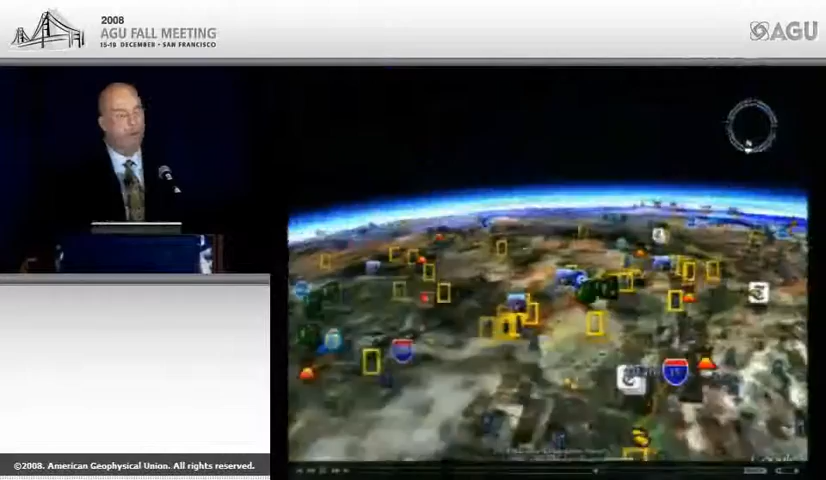 2008
AGU FALL MEETING
15-19 DECEMBER • SAN FRANCISCO
AGU
©2008. American Geophysical Union. All rights reserved.